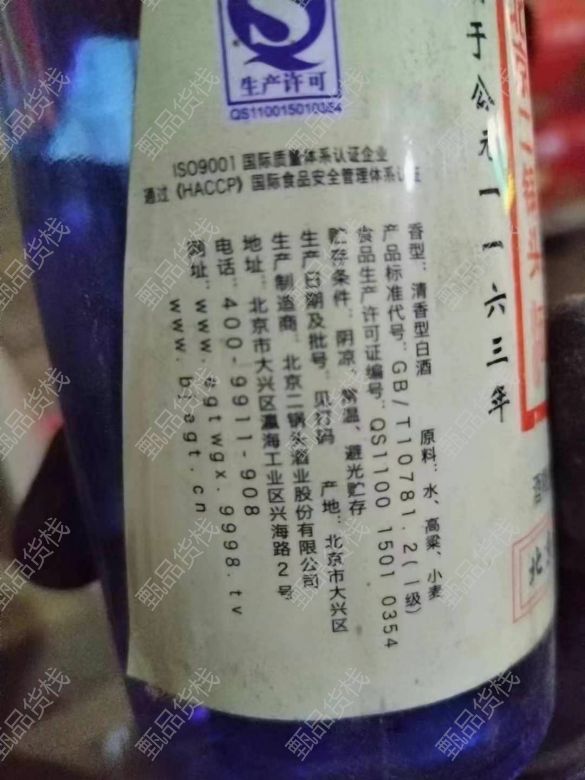 生产许可
QS110015010354
ISO9001 国际质量体系认证企业
通过《HACCP》国际食品安全管理体系认证
于公元一一六三年
香型：清香型白酒 原料：水、高粱、小麦
产品标准代号：GB/T10781.2(一级)
食品生产许可证编号：QS1100 1501 0354
贮存条件：阴凉、常温、避光贮存
生产日期及批号：见打码 产地：北京市大兴区
生产制造商：北京二锅头酒业股份有限公司
地址：北京市大兴区瀛海工业区兴海路2号
电话：400-9911-908
网址：www.egtwgx.9998.tv
www.bjegt.cn
甄品货栈